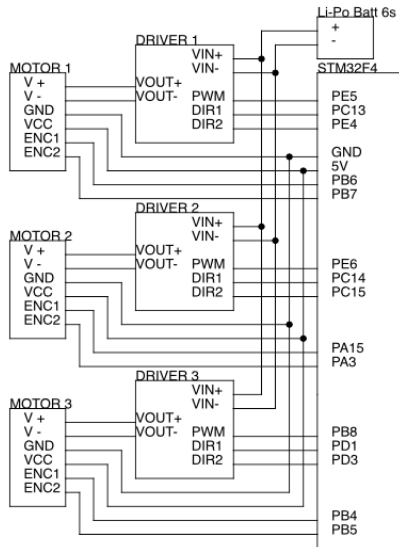 Li-Po Batt 6s
+
-
DRIVER 1
VIN+
VIN-
VOUT+
VOUT-
PWM
DIR1
DIR2
MOTOR 1
V +
V -
GND
VCC
ENC1
ENC2
STM32F4
PE5
PC13
PE4
GND
5V
PB6
PB7
DRIVER 2
VIN+
VIN-
VOUT+
VOUT-
PWM
DIR1
DIR2
MOTOR 2
V +
V -
GND
VCC
ENC1
ENC2
PE6
PC14
PC15
PA15
PA3
DRIVER 3
VIN+
VIN-
VOUT+
VOUT-
PWM
DIR1
DIR2
MOTOR 3
V +
V -
GND
VCC
ENC1
ENC2
PB8
PD1
PD3
PB4
PB5